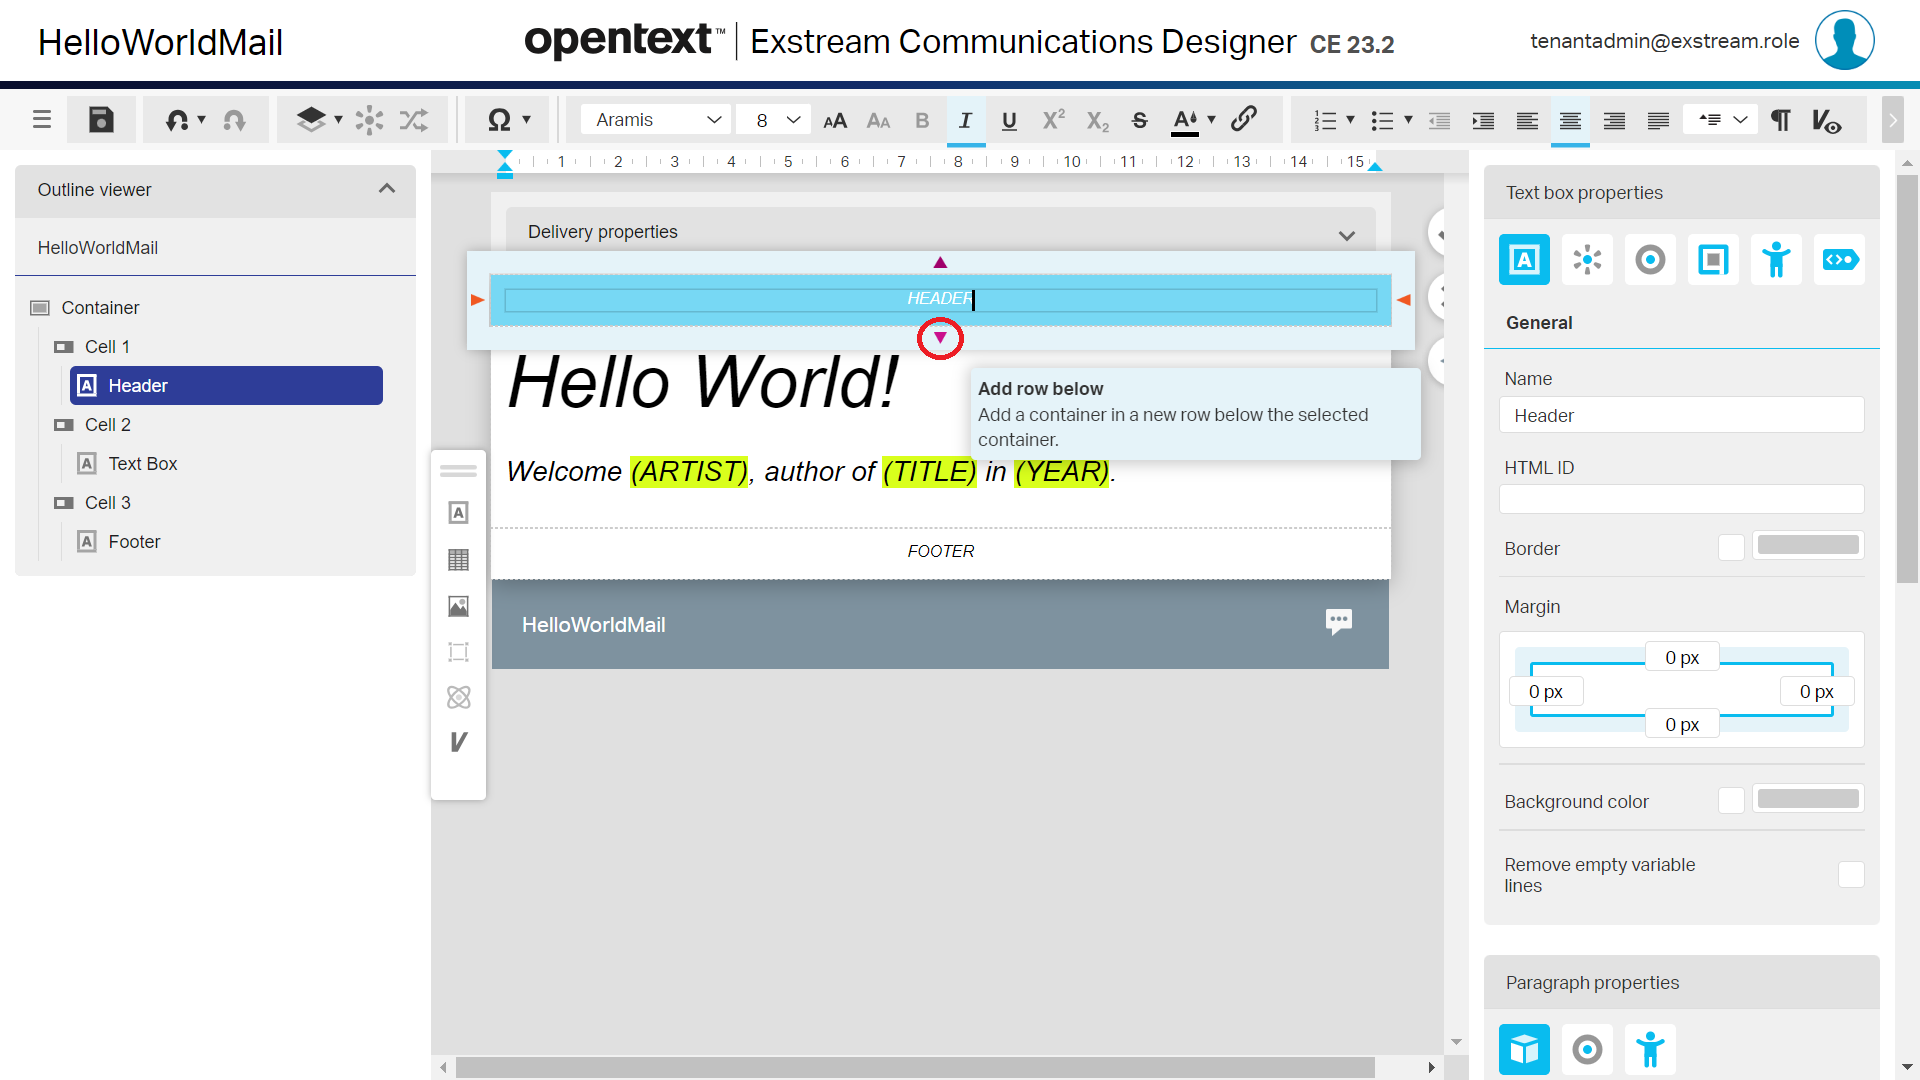 HelloWorldMail
opentext™ | Exstream Communications Designer CE 23.2
tenantadmin@exstream.role
Ω
Aramis
8
AA
AA
B
I
U
X²
X₂
S
A
¶
1 2 3 4 5 6 7 8 9 10 11 12 13 14 15
Outline viewer
HelloWorldMail
Container
Cell 1
A Header
Cell 2
A Text Box
Cell 3
A Footer
Delivery properties
HEADER
Hello World!
Add row below
Add a container in a new row below the selected
container.
Welcome (ARTIST), author of (TITLE) in (YEAR).
FOOTER
HelloWorldMail
A
V
Text box properties
A
General
Name
Header
HTML ID
Border
Margin
0 px
0 px
0 px
0 px
Background color
Remove empty variable
lines
Paragraph properties